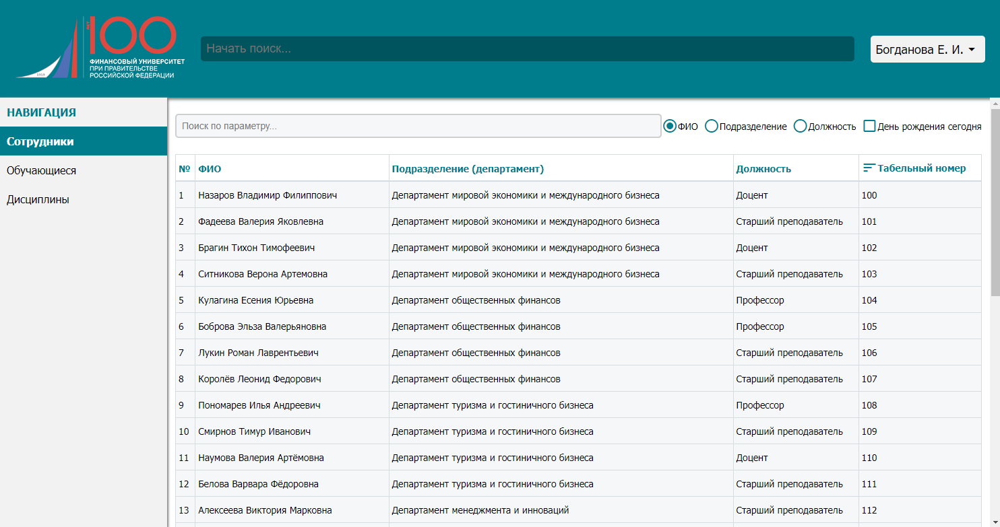 ЛЕТ
100
ФИНАНСОВЫЙ УНИВЕРСИТЕТ
ПРИ ПРАВИТЕЛЬСТВЕ
РОССИЙСКОЙ ФЕДЕРАЦИИ
1919
Начать поиск...
Богданова Е. И.
НАВИГАЦИЯ
Сотрудники
Обучающиеся
Дисциплины
Поиск по параметру... ФИО Подразделение Должность День рождения сегодня
№ ФИО Подразделение (департамент) Должность Табельный номер
1 Назаров Владимир Филиппович Департамент мировой экономики и международного бизнеса Доцент 100
2 Фадеева Валерия Яковлевна Департамент мировой экономики и международного бизнеса Старший преподаватель 101
3 Брагин Тихон Тимофеевич Департамент мировой экономики и международного бизнеса Доцент 102
4 Ситникова Верона Артемовна Департамент мировой экономики и международного бизнеса Старший преподаватель 103
5 Кулагина Есения Юрьевна Департамент общественных финансов Профессор 104
6 Боброва Эльза Валерьяновна Департамент общественных финансов Профессор 105
7 Лукин Роман Лаврентьевич Департамент общественных финансов Старший преподаватель 106
8 Королёв Леонид Федорович Департамент общественных финансов Старший преподаватель 107
9 Пономарев Илья Андреевич Департамент туризма и гостиничного бизнеса Профессор 108
10 Смирнов Тимур Иванович Департамент туризма и гостиничного бизнеса Старший преподаватель 109
11 Наумова Валерия Артёмовна Департамент туризма и гостиничного бизнеса Доцент 110
12 Белова Варвара Фёдоровна Департамент туризма и гостиничного бизнеса Старший преподаватель 111
13 Алексеева Виктория Марковна Департамент менеджмента и инноваций Старший преподаватель 112